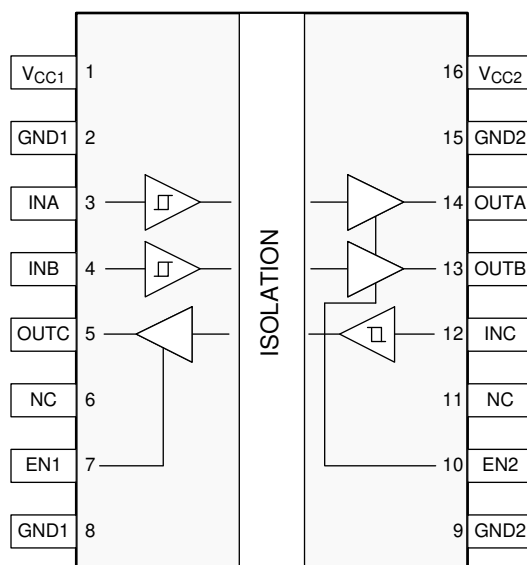 VCC1 1 16 VCC2
GND1 2 15 GND2
INA 3 14 OUTA
INB 4 13 OUTB
OUTC 5 12 INC
NC 6 11 NC
EN1 7 10 EN2
GND1 8 9 GND2
ISOLATION